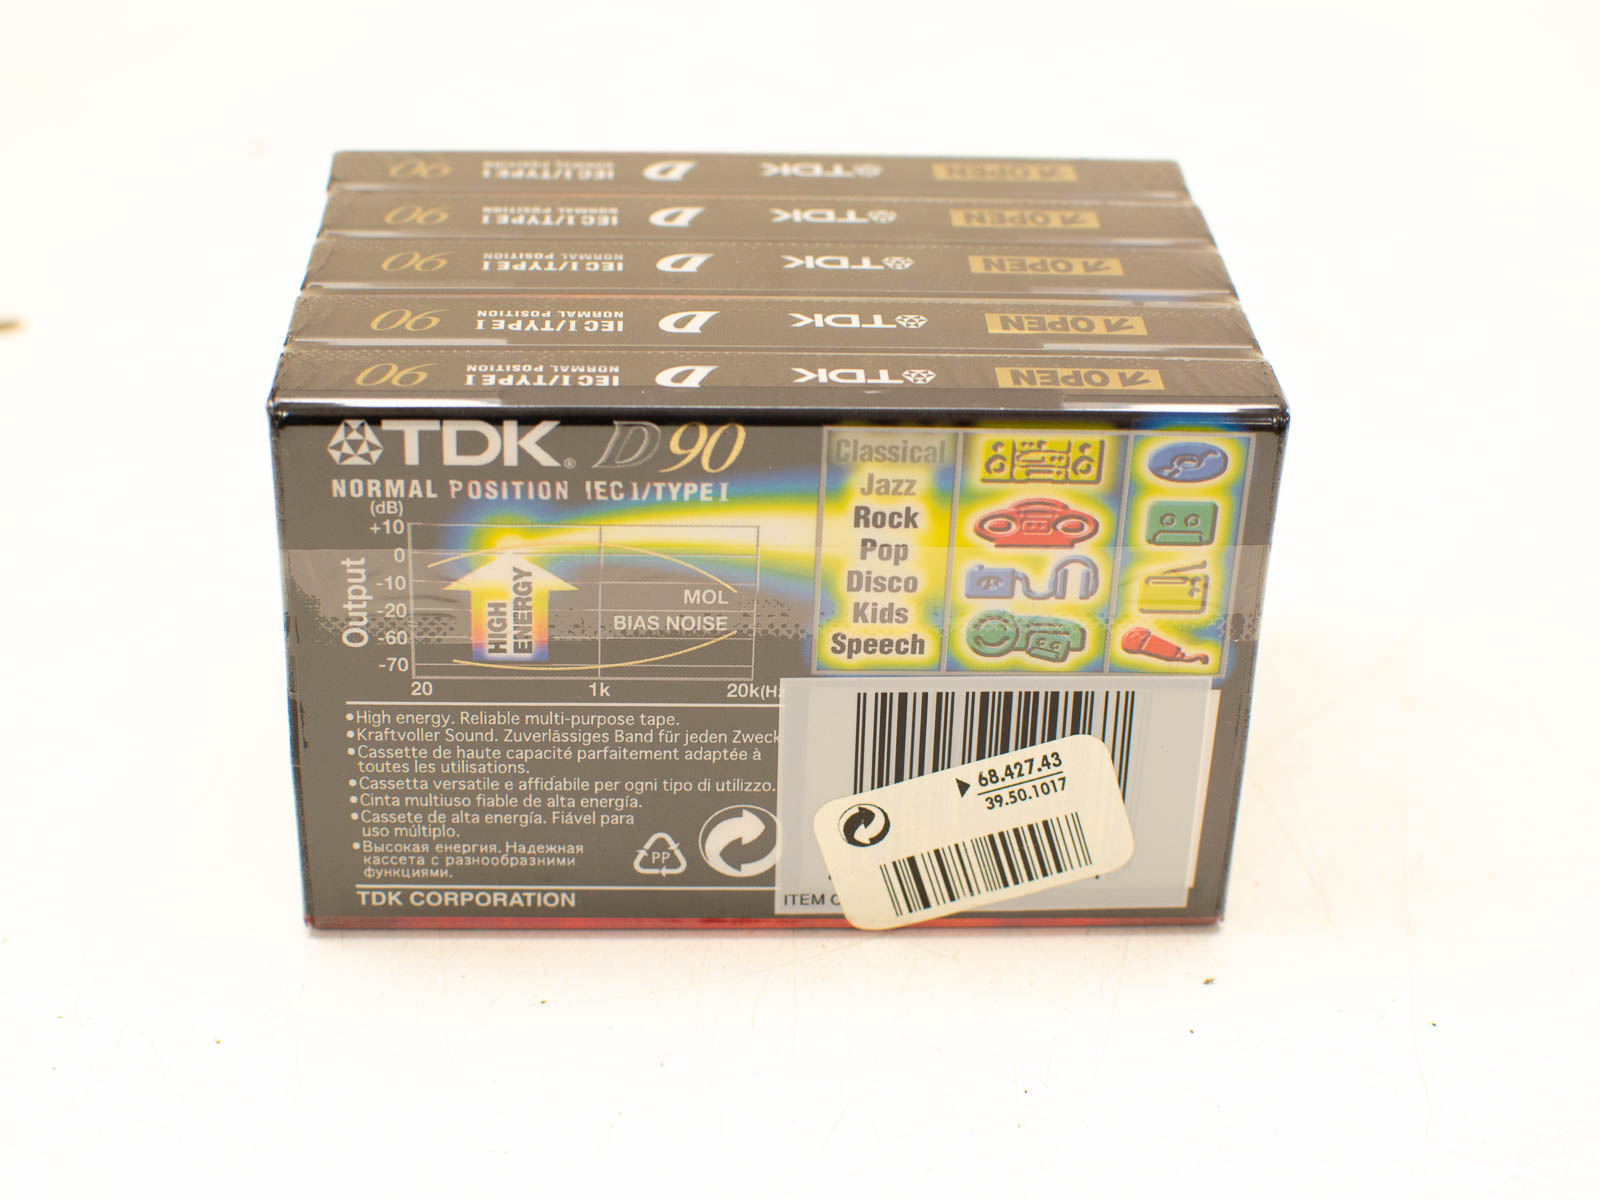 90 IEC I/TYPE I NORMAL POSITION D TDK OPEN
90 IEC I/TYPE I NORMAL POSITION D TDK OPEN
90 IEC I/TYPE I NORMAL POSITION D TDK OPEN
90 IEC I/TYPE I NORMAL POSITION D TDK OPEN
90 IEC I/TYPE I NORMAL POSITION D TDK OPEN
TDK® D90
NORMAL POSITION IEC I/TYPE I
(dB)
+10
0
-10
-20
-60
-70
Output
HIGH
ENERGY
MOL
BIAS NOISE
20 1k 20k(Hz
Classical
Jazz
Rock
Pop
Disco
Kids
Speech
•High energy. Reliable multi-purpose tape.
•Kraftvoller Sound. Zuverlässiges Band für jeden Zweck
•Cassette de haute capacité parfaitement adaptée à
toutes les utilisations.
•Cassetta versatile e affidabile per ogni tipo di utilizzo.
•Cinta multiuso fiable de alta energía.
•Cassete de alta energía. Fiável para
uso múltiplo.
•Высокая энергия. Надежная
кассета с разнообразними
функциями.
PP
TDK CORPORATION
ITEM
68.427.43
39.50.1017